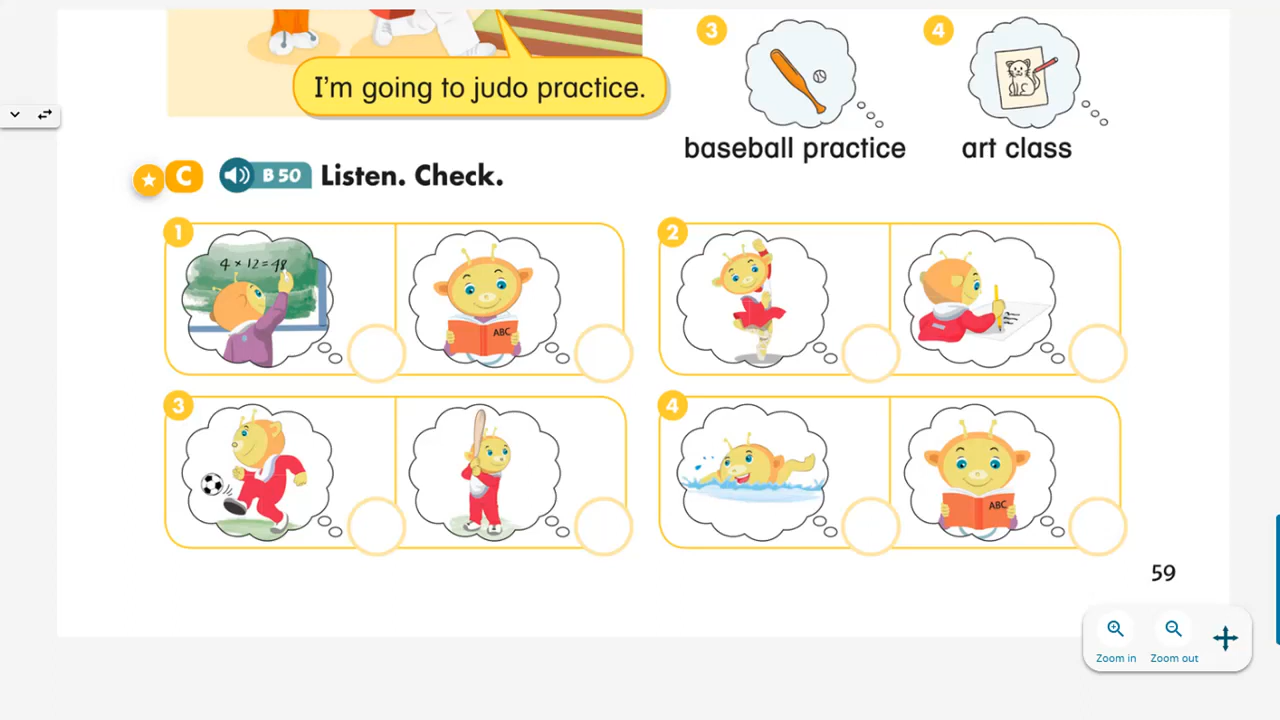 I'm going to judo practice.
3
baseball practice
4
art class
C B 50 Listen. Check.
1
4 × 12 = 48
ABC
2
3
4
ABC
59
Zoom in
Zoom out